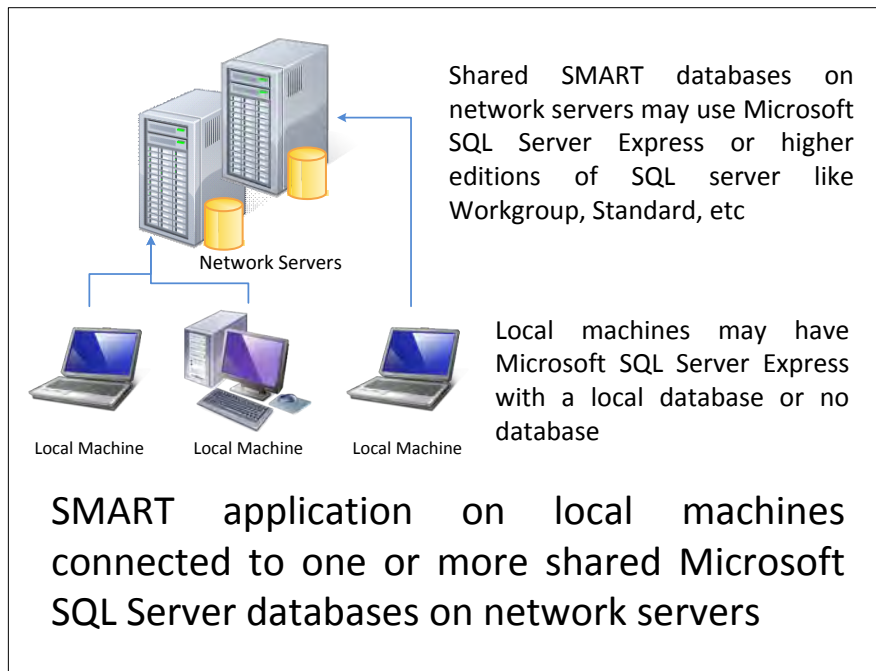 Shared SMART databases on
network servers may use Microsoft
SQL Server Express or higher
editions of SQL server like
Workgroup, Standard, etc
Network Servers
Local machines may have
Microsoft SQL Server Express
with a local database or no
database
Local Machine
Local Machine
Local Machine
SMART application on local machines
connected to one or more shared Microsoft
SQL Server databases on network servers